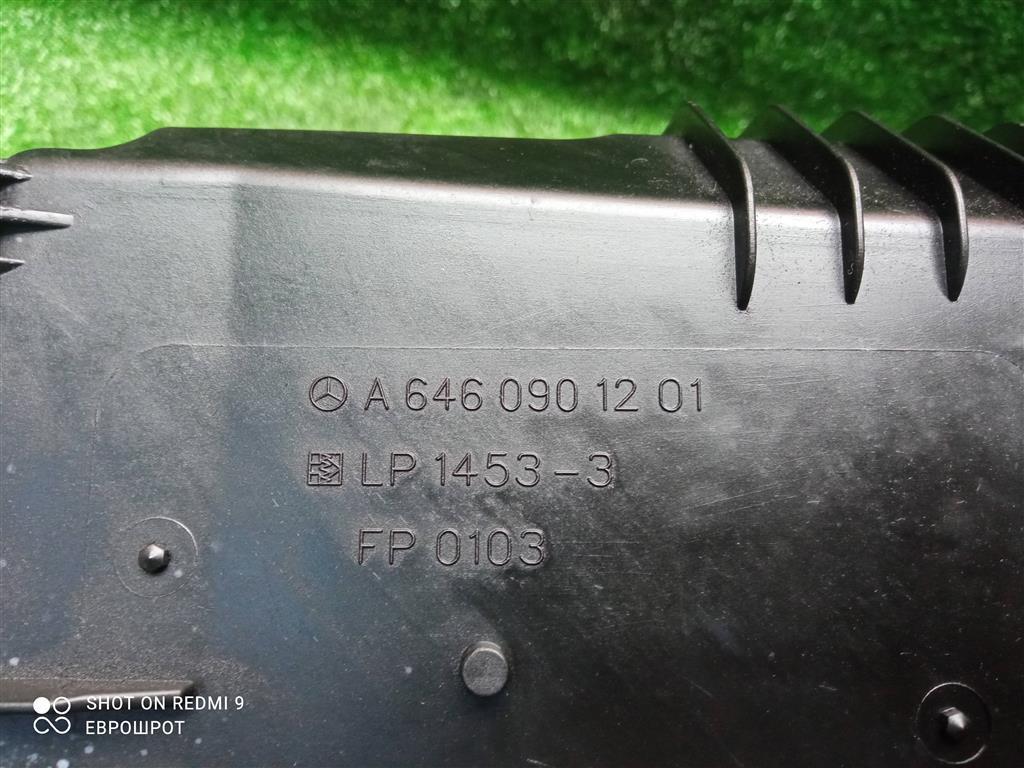 A 646 090 12 01
LP 1453-3
FP 0103
SHOT ON REDMI 9
ЕВРОШРОТ